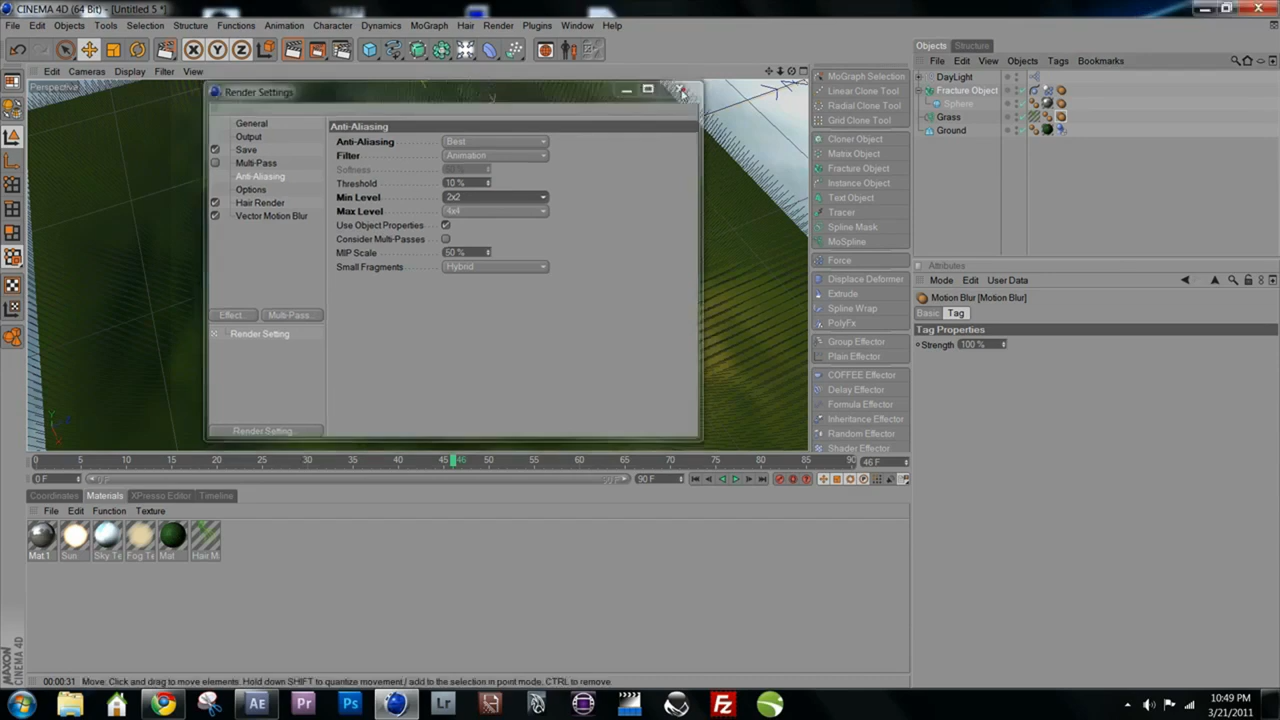 CINEMA 4D (64 Bit) - [Untitled 5 *]
File Edit Objects Tools Selection Structure Functions Animation Character Dynamics MoGraph Hair Render Plugins Window Help
Edit Cameras Display Filter View
Perspective
Render Settings
General
Output
Save
Multi-Pass
Anti-Aliasing
Options
Hair Render
Vector Motion Blur
Effect Multi-Pass...
Render Setting
Render Setting...
Anti-Aliasing
Anti-Aliasing Best
Filter Animation
Softness
Threshold 10 %
Min Level 2x2
Max Level 4x4
Use Object Properties
Consider Multi-Passes
MIP Scale 50 %
Small Fragments Hybrid
MoGraph Selection
Linear Clone Tool
Radial Clone Tool
Grid Clone Tool
Cloner Object
Matrix Object
Fracture Object
Instance Object
Text Object
Tracer
Spline Mask
MoSpline
Force
Displace Deformer
Extrude
Spline Wrap
PolyFx
Group Effector
Plain Effector
COFFEE Effector
Delay Effector
Formula Effector
Inheritance Effector
Random Effector
Shader Effector
Objects Structure
File Edit View Objects Tags Bookmarks
DayLight
Fracture Object
Sphere
Grass
Ground
Attributes
Mode Edit User Data
Motion Blur [Motion Blur]
Basic Tag
Tag Properties
Strength 100 %
0 5 10 15 20 25 30 35 40 45 46 50 55 60 65 70 75 80 85 90 46 F
0 F 90 F 90 F
Coordinates Materials XPresso Editor Timeline
File Edit Function Texture
Mat.1 Sun Sky Te Fog Te Mat Hair M
MAXON
CINEMA 4D
00:00:31 Move: Click and drag to move elements. Hold down SHIFT to quantize movement / add to the selection in point mode, CTRL to remove.
Ae Pr Ps Lr Fz
10:49 PM
3/21/2011